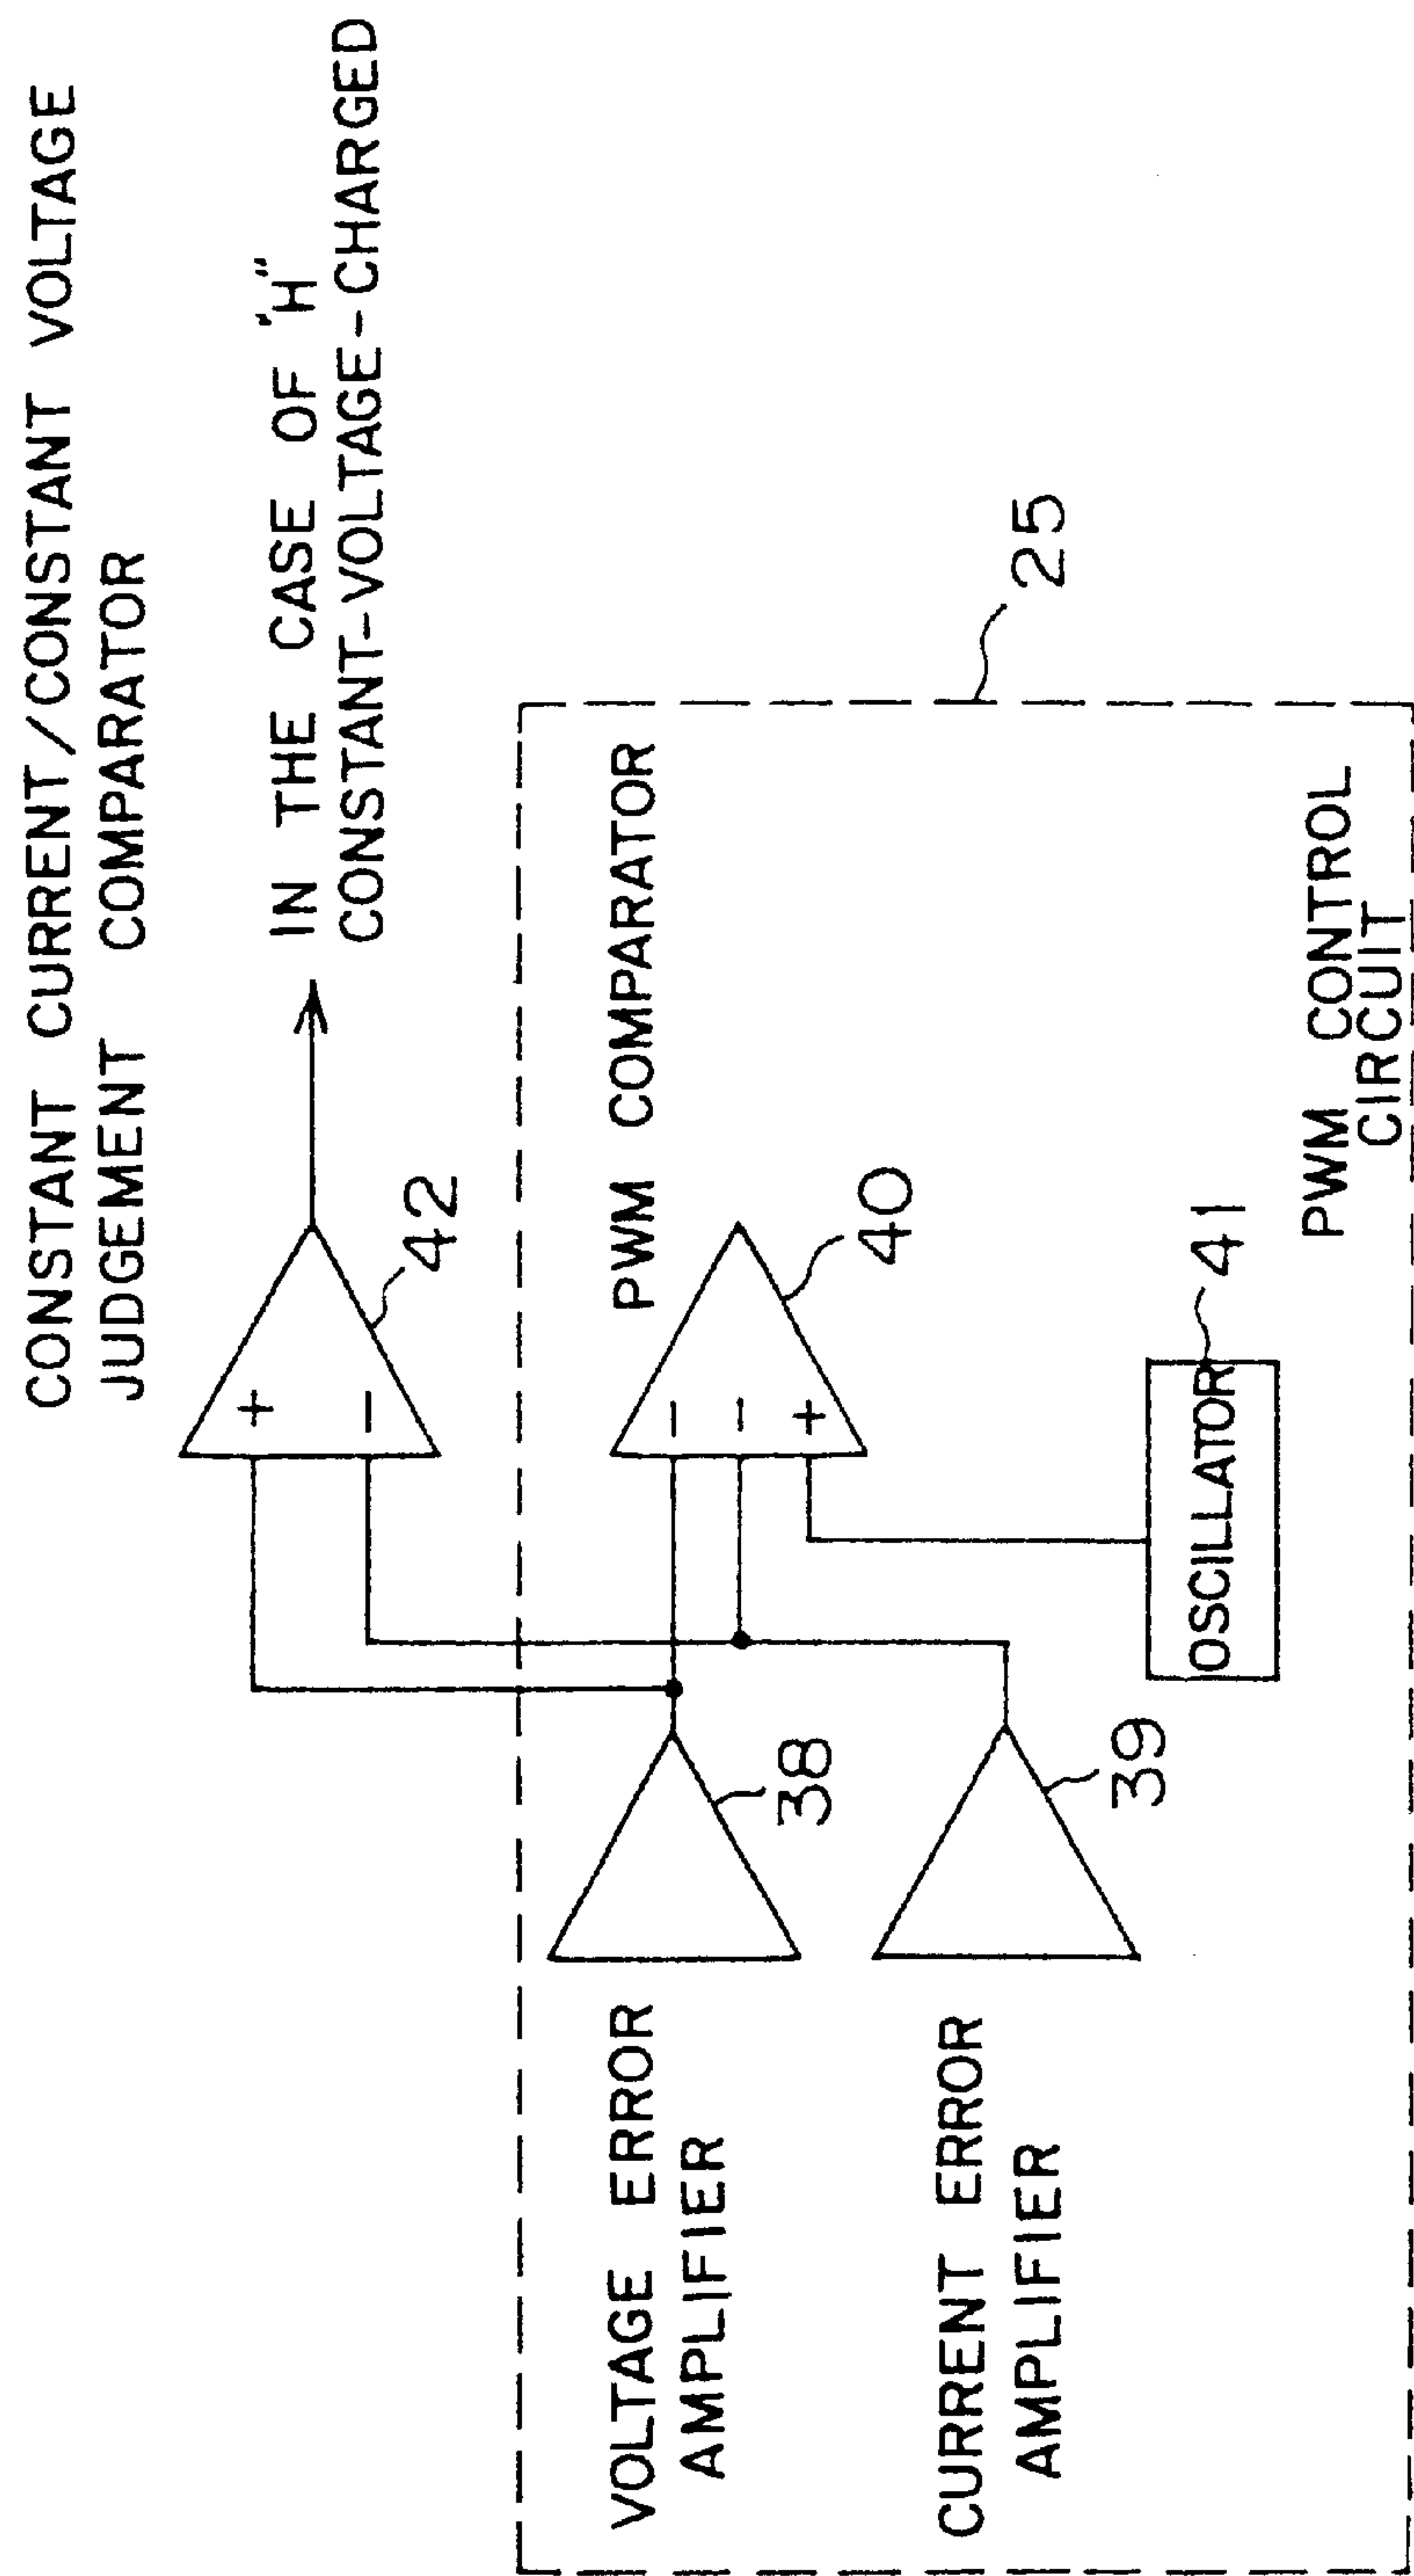 CONSTANT CURRENT/CONSTANT VOLTAGE
JUDGEMENT COMPARATOR
IN THE CASE OF "H"
CONSTANT-VOLTAGE-CHARGED
+
−
42
25
VOLTAGE ERROR
AMPLIFIER
38
PWM COMPARATOR
−
−
+
40
CURRENT ERROR
AMPLIFIER
39
OSCILLATOR
41
PWM CONTROL
CIRCUIT